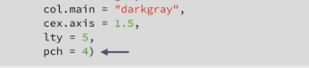 col.main = "darkgray",
cex.axis = 1.5,
lty = 5,
pch = 4)